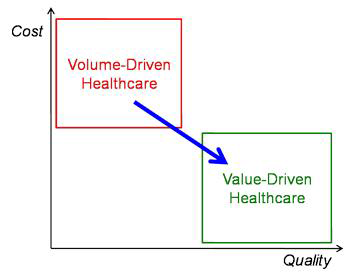 Cost
Volume-Driven
Healthcare
Value-Driven
Healthcare
Quality